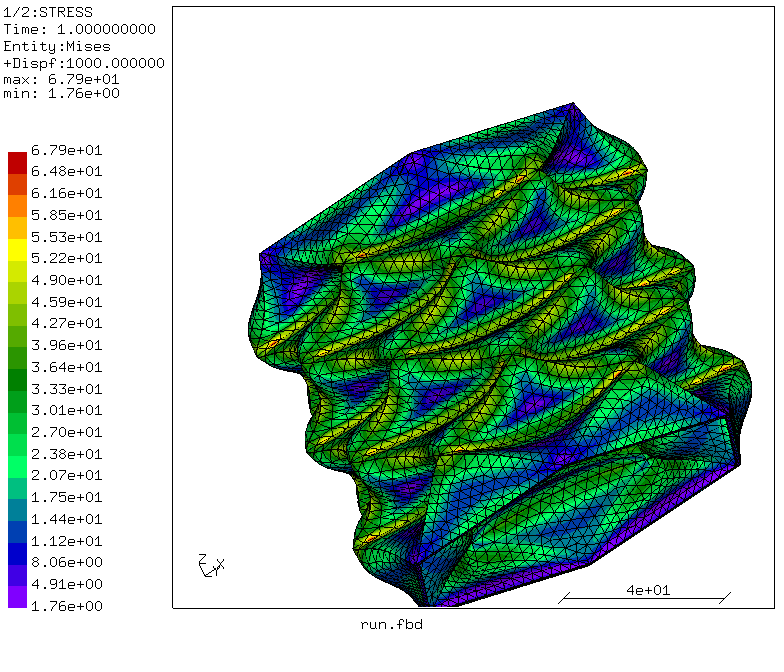 1/2:STRESS
Time: 1.000000000
Entity:Mises
+Dispf:1000.000000
max: 6.79e+01
min: 1.76e+00
6.79e+01
6.48e+01
6.16e+01
5.85e+01
5.53e+01
5.22e+01
4.90e+01
4.59e+01
4.27e+01
3.96e+01
3.64e+01
3.33e+01
3.01e+01
2.70e+01
2.38e+01
2.07e+01
1.75e+01
1.44e+01
1.12e+01
8.06e+00
4.91e+00
1.76e+00
Z
Y X
4e+01
run.fbd